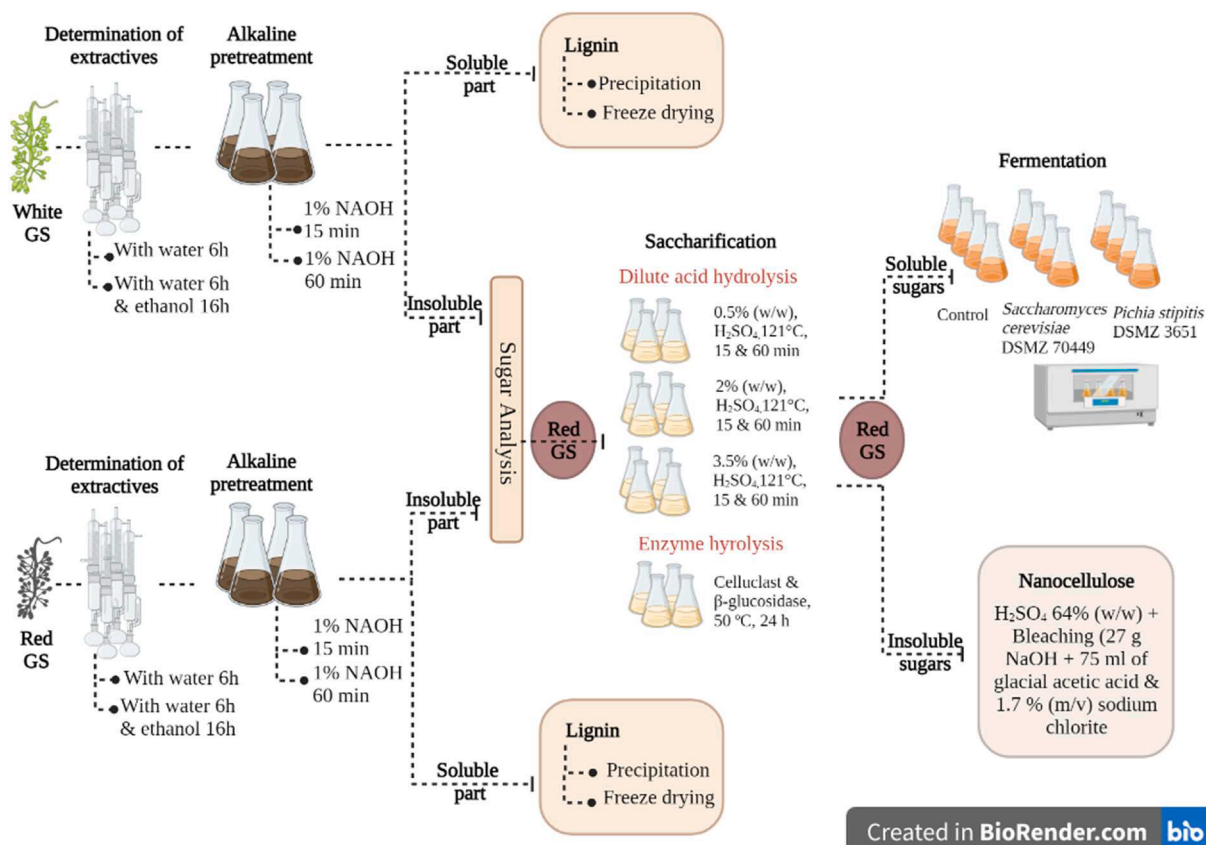 Determination of
extractives
Alkaline
pretreatment
White
GS
With water 6h
With water 6h
& ethanol 16h
1% NAOH
15 min
1% NAOH
60 min
Soluble
part
Lignin
Precipitation
Freeze drying
Insoluble
part
Sugar Analysis
Determination of
extractives
Alkaline
pretreatment
Red
GS
With water 6h
With water 6h
& ethanol 16h
1% NAOH
15 min
1% NAOH
60 min
Insoluble
part
Soluble
part
Lignin
Precipitation
Freeze drying
Red
GS
Saccharification
Dilute acid hydrolysis
0.5% (w/w),
H₂SO₄,121°C,
15 & 60 min
2% (w/w),
H₂SO₄,121°C,
15 & 60 min
3.5% (w/w),
H₂SO₄,121°C,
15 & 60 min
Enzyme hyrolysis
Celluclast &
β-glucosidase,
50 ºC, 24 h
Red
GS
Soluble
sugars
Fermentation
Control
Saccharomyces
cerevisiae
DSMZ 70449
Pichia stipitis
DSMZ 3651
Insoluble
sugars
Nanocellulose
H₂SO₄ 64% (w/w) +
Bleaching (27 g
NaOH + 75 ml of
glacial acetic acid &
1.7 % (m/v) sodium
chlorite
Created in BioRender.com bio